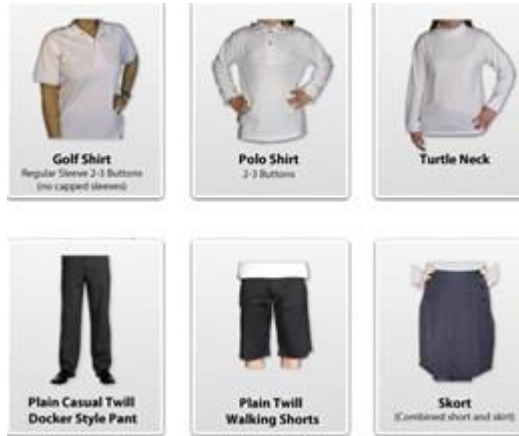 Golf Shirt
Regular Sleeve 2-3 Buttons
(no capped sleeves)
Polo Shirt
2-3 Buttons
Turtle Neck
Plain Casual Twill
Docker Style Pant
Plain Twill
Walking Shorts
Skort
(Combined short and skirt)